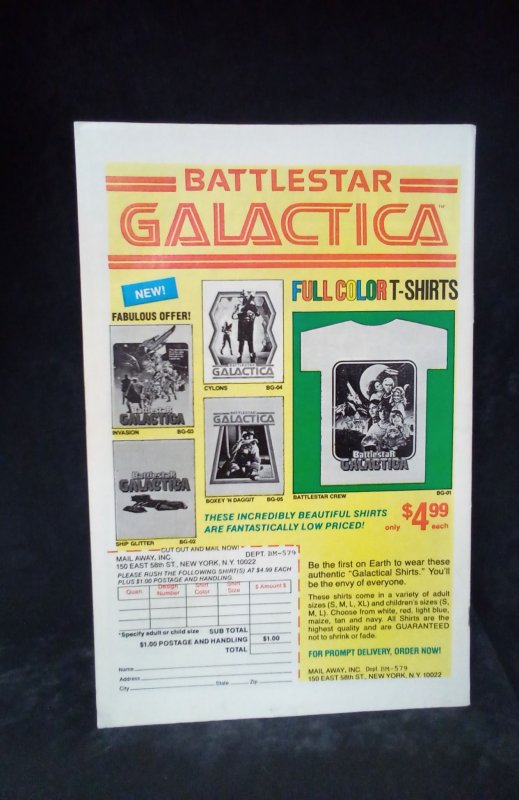 BATTLESTAR
GALACTICA™
NEW!
FABULOUS OFFER!
FULL COLOR T-SHIRTS
GALACTICA
INVASION BG-03
BATTLESTAR
GALACTICA
CYLONS BG-04
Battlestar
GALACTICA
SHIP GLITTER BG-02
BATTLESTAR
GALACTICA
BOXEY 'N DAGGIT BG-05
BattlestaR
GALACTICA
BATTLESTAR CREW BG-01
THESE INCREDIBLY BEAUTIFUL SHIRTS
ARE FANTASTICALLY LOW PRICED!
only $4.99 each
CUT OUT AND MAIL NOW!
MAIL AWAY, INC. DEPT. BM-579
150 EAST 58th ST., NEW YORK, N.Y. 10022
PLEASE RUSH THE FOLLOWING SHIRT(S) AT $4.99 EACH
PLUS $1.00 POSTAGE AND HANDLING.
Quan. Design Number Shirt Color Shirt Size $ Amount $
*Specify adult or child size SUB TOTAL
$1.00 POSTAGE AND HANDLING $1.00
TOTAL
Name
Address
City State Zip
Be the first on Earth to wear these
authentic "Galactical Shirts." You'll
be the envy of everyone.
These shirts come in a variety of adult
sizes (S, M, L, XL) and children's sizes (S,
M, L). Choose from white, red, light blue,
maize, tan and navy. All Shirts are the
highest quality and are GUARANTEED
not to shrink or fade.
FOR PROMPT DELIVERY, ORDER NOW!
MAIL AWAY, INC. Dept. BM-579
150 EAST 58th ST., NEW YORK, N.Y. 10022